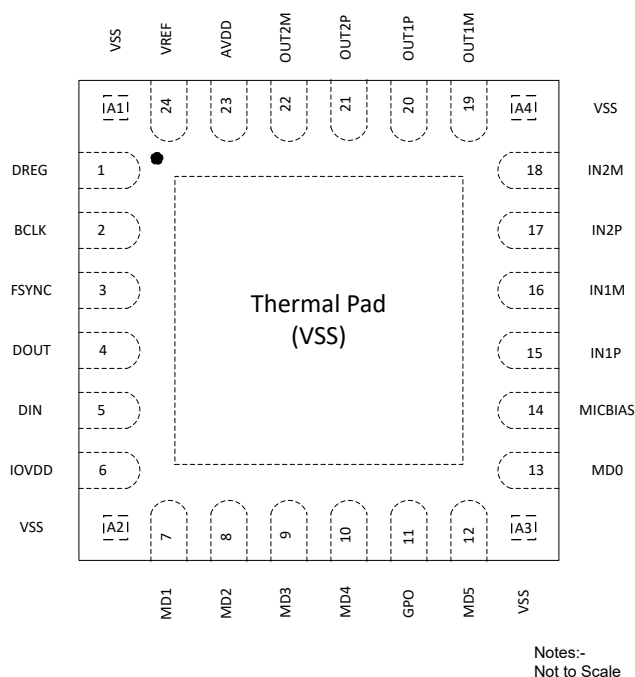 VSS
VREF
AVDD
OUT2M
OUT2P
OUT1P
OUT1M
A1
24
23
22
21
20
19
A4
VSS
DREG
1
18
IN2M
BCLK
2
17
IN2P
FSYNC
3
16
IN1M
Thermal Pad
(VSS)
DOUT
4
15
IN1P
DIN
5
14
MICBIAS
IOVDD
6
13
MD0
VSS
A2
7
8
9
10
11
12
A3
MD1
MD2
MD3
MD4
GPO
MD5
VSS
Notes:-
Not to Scale